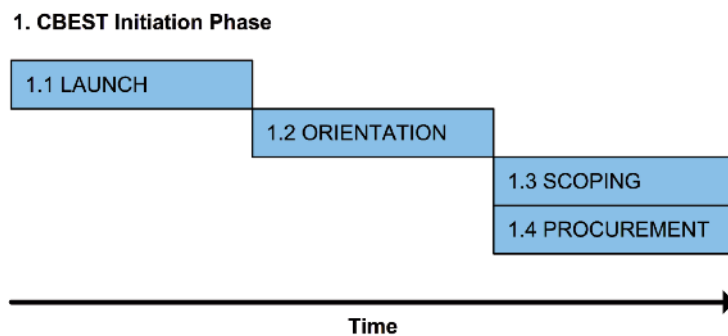 1. CBEST Initiation Phase
1.1 LAUNCH
1.2 ORIENTATION
1.3 SCOPING
1.4 PROCUREMENT
Time